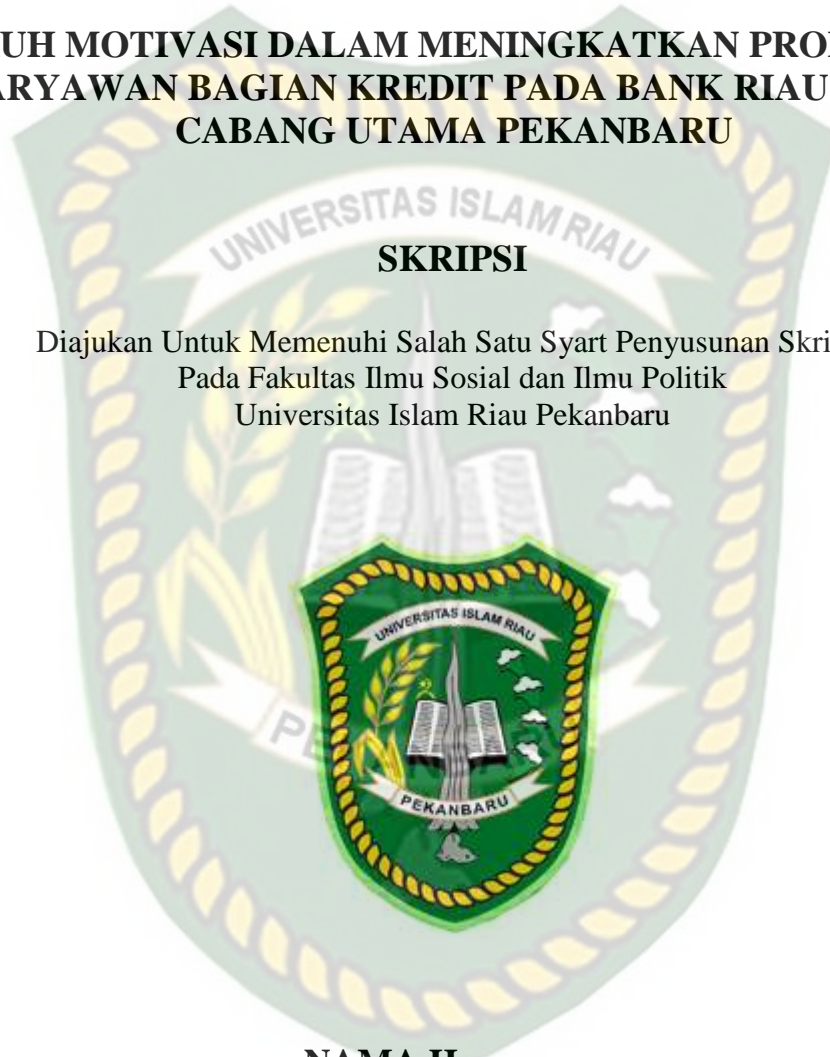 UH MOTIVASI DALAM MENINGKATKAN PRO
ARYAWAN BAGIAN KREDIT PADA BANK RIAU
CABANG UTAMA PEKANBARU
UNIVERSITAS ISLAM RIAU
SKRIPSI
Diajukan Untuk Memenuhi Salah Satu Syart Penyusunan Skri
Pada Fakultas Ilmu Sosial dan Ilmu Politik
Universitas Islam Riau Pekanbaru
UNIVERSITAS ISLAM RIAU
PEKANBARU
PEKANBARU